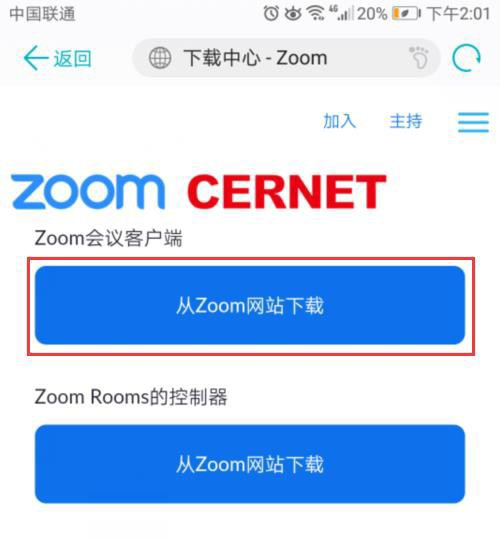 中国联通 4G 20% 下午2:01
返回 下载中心 - Zoom
加入 主持
zoom CERNET
Zoom会议客户端
从Zoom网站下载
Zoom Rooms的控制器
从Zoom网站下载